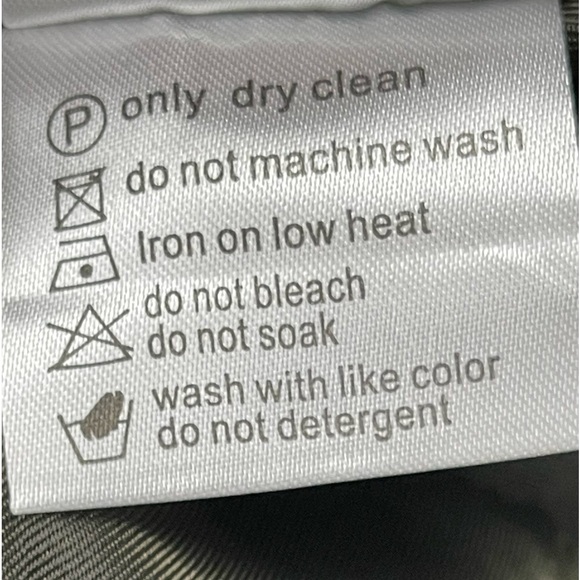 P only dry clean
do not machine wash
Iron on low heat
do not bleach
do not soak
wash with like color
do not detergent